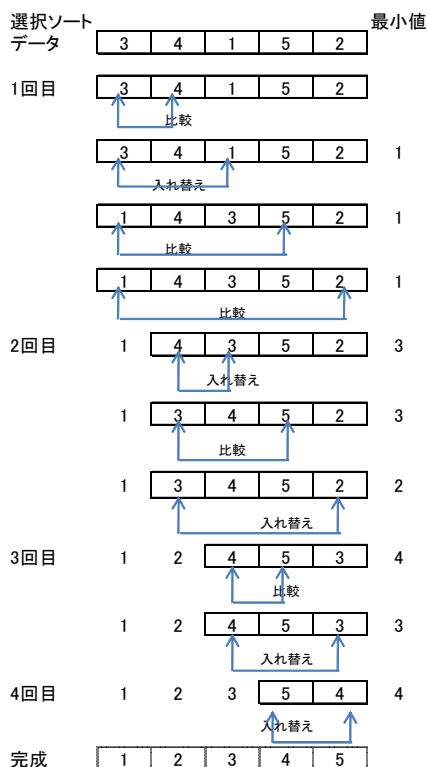 選択ソート 最小値
データ 3 4 1 5 2
1回目 3 4 1 5 2
比較
3 4 1 5 2 1
入れ替え
1 4 3 5 2 1
比較
1 4 3 5 2 1
比較
2回目 1 4 3 5 2 3
入れ替え
1 3 4 5 2 3
比較
1 3 4 5 2 2
入れ替え
3回目 1 2 4 5 3 4
比較
1 2 4 5 3 3
入れ替え
4回目 1 2 3 5 4 4
入れ替え
完成 1 2 3 4 5